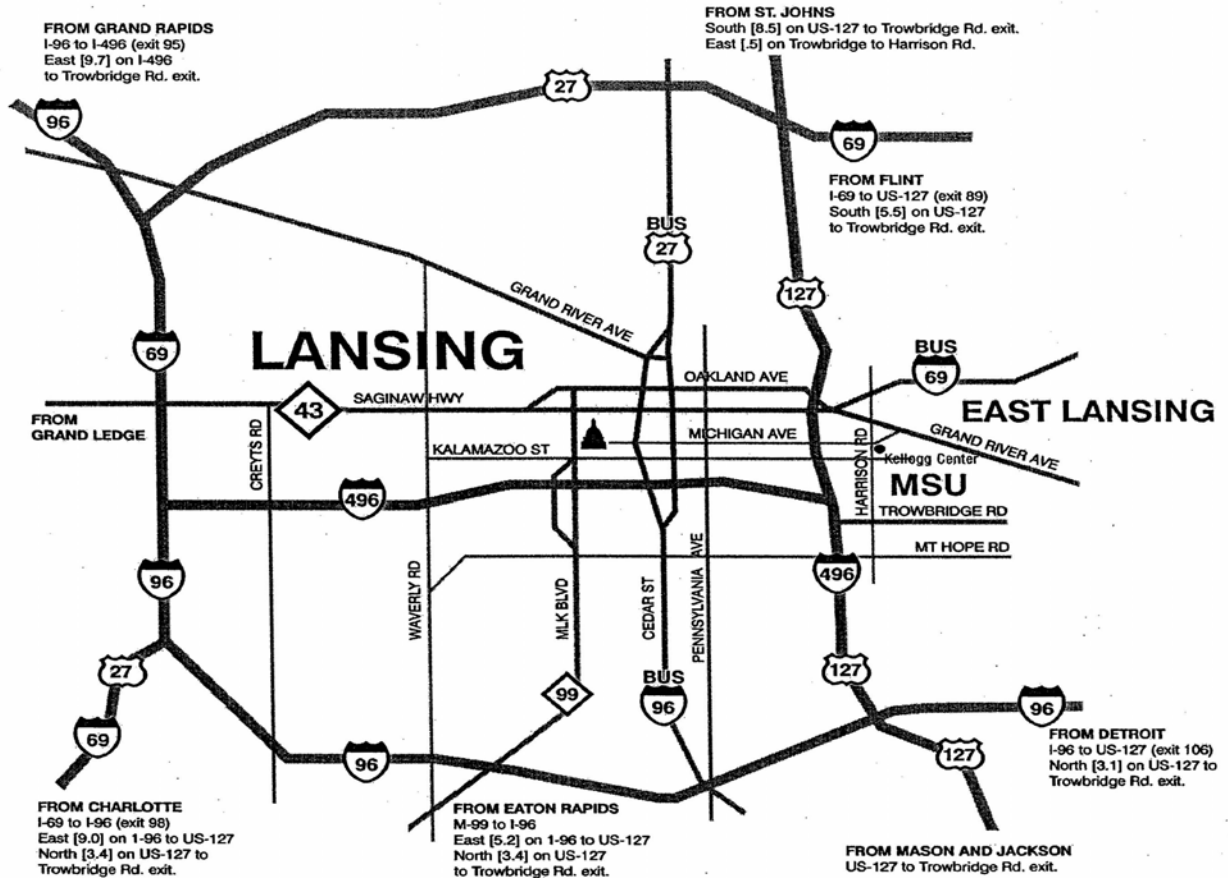 FROM GRAND RAPIDS
I-96 to I-496 (exit 95)
East [9.7] on I-496
to Trowbridge Rd. exit.
FROM ST. JOHNS
South [8.5] on US-127 to Trowbridge Rd. exit.
East [.5] on Trowbridge to Harrison Rd.
96
27
69
FROM FLINT
I-69 to US-127 (exit 89)
South [5.5] on US-127
to Trowbridge Rd. exit.
BUS
27
127
GRAND RIVER AVE
69
LANSING
BUS
69
OAKLAND AVE
43
SAGINAW HWY
EAST LANSING
FROM
GRAND LEDGE
CREYTS RD
MICHIGAN AVE
HARRISON RD
GRAND RIVER AVE
KALAMAZOO ST
Kellogg Center
496
MSU
TROWBRIDGE RD
MT HOPE RD
96
496
WAVERLY RD
MLK BLVD
CEDAR ST
PENNSYLVANIA AVE
27
127
99
BUS
96
69
96
96
127
FROM DETROIT
I-96 to US-127 (exit 106)
North [3.1] on US-127 to
Trowbridge Rd. exit.
FROM CHARLOTTE
I-69 to I-96 (exit 98)
East [9.0] on 1-96 to US-127
North [3.4] on US-127 to
Trowbridge Rd. exit.
FROM EATON RAPIDS
M-99 to I-96
East [5.2] on 1-96 to US-127
North [3.4] on US-127
to Trowbridge Rd. exit.
FROM MASON AND JACKSON
US-127 to Trowbridge Rd. exit.